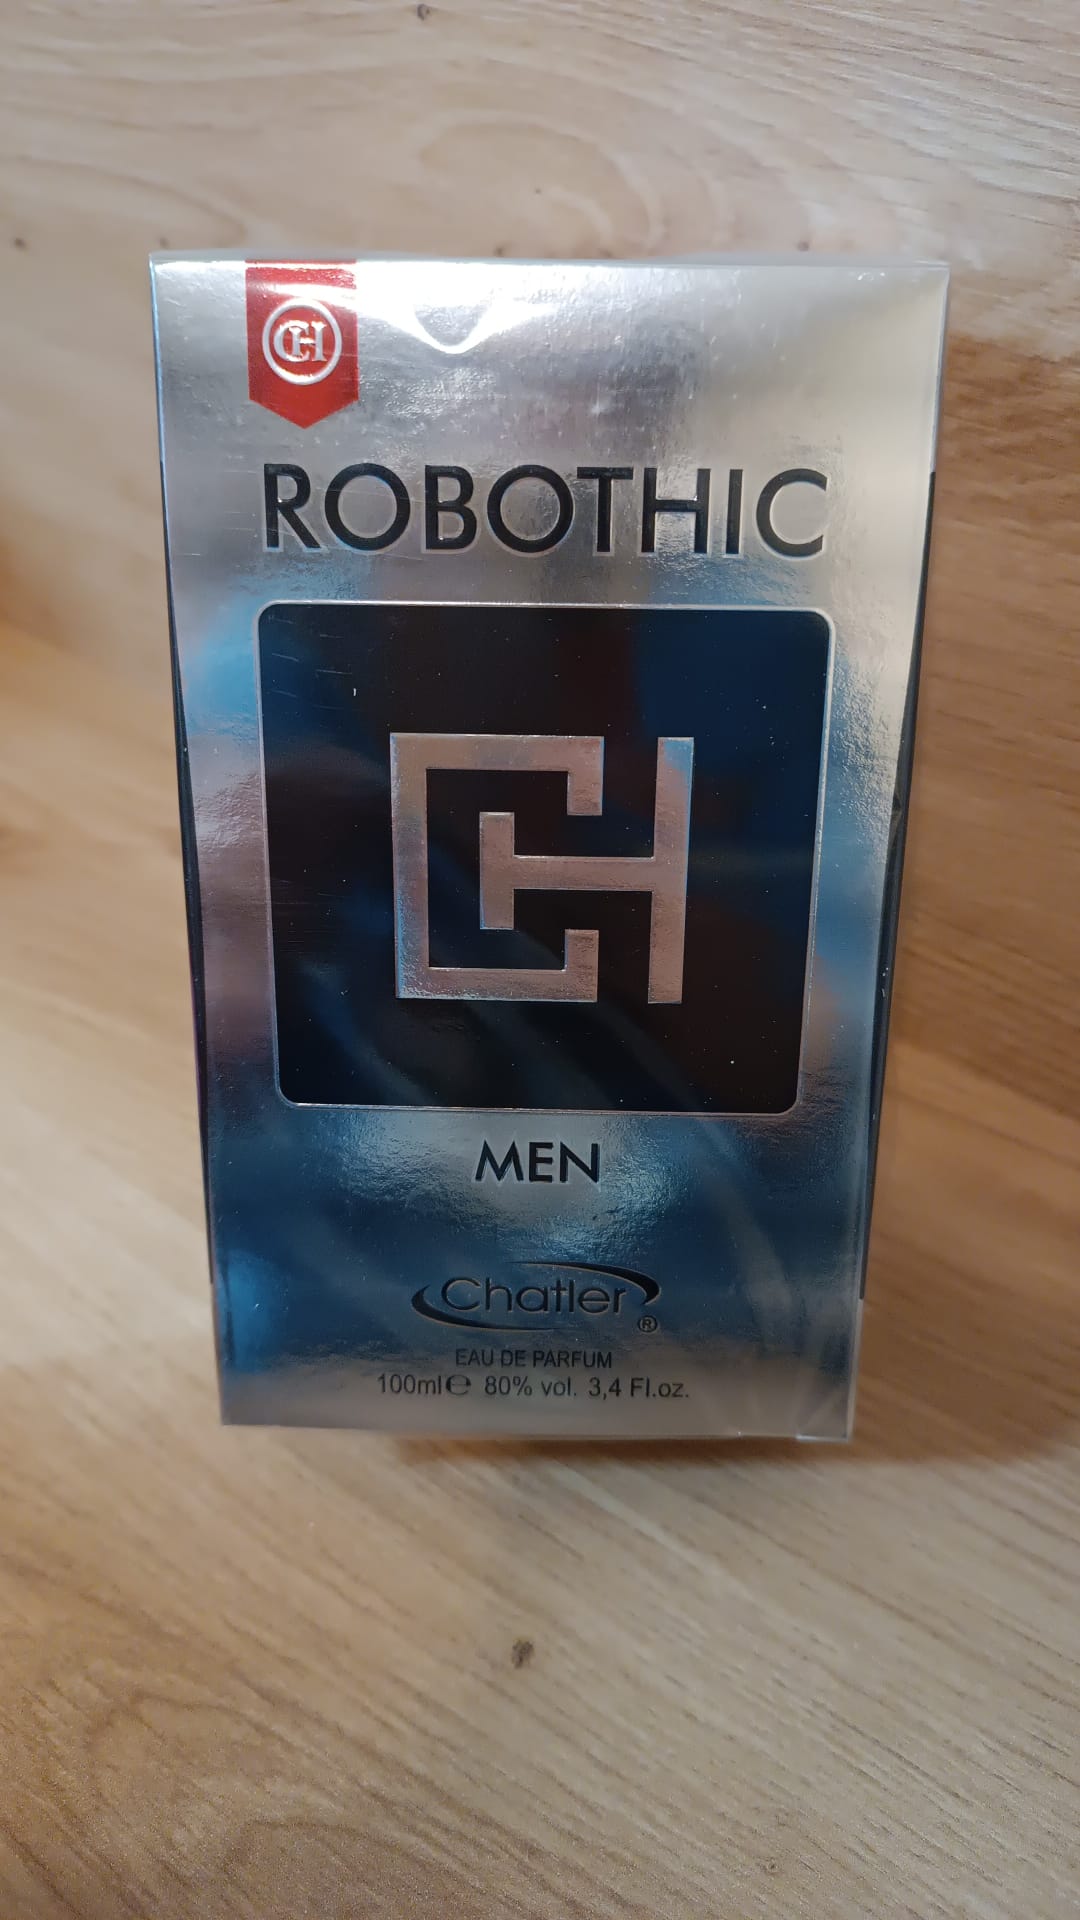 CH
ROBOTHIC
CH
MEN
Chatler®
EAU DE PARFUM
100ml℮ 80% vol. 3,4 Fl.oz.